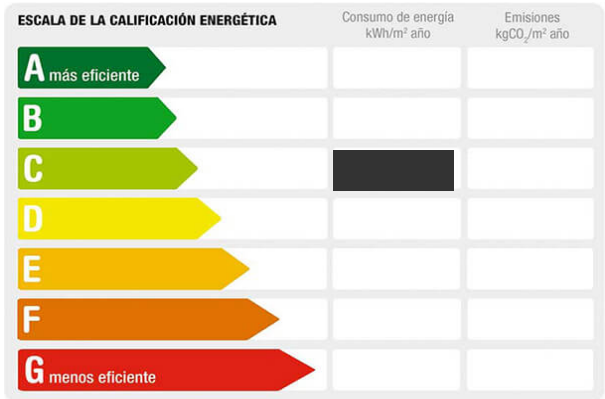 ESCALA DE LA CALIFICACIÓN ENERGÉTICA
Consumo de energía
kWh/m² año
Emisiones
kgCO₂/m² año
A más eficiente
B
C
D
E
F
G menos eficiente